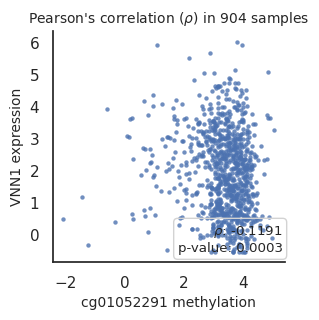 Pearson's correlation (ρ) in 904 samples
VNN1 expression
6
5
4
3
2
1
0
ρ: -0.1191
p-value: 0.0003
−2 0 2 4
cg01052291 methylation